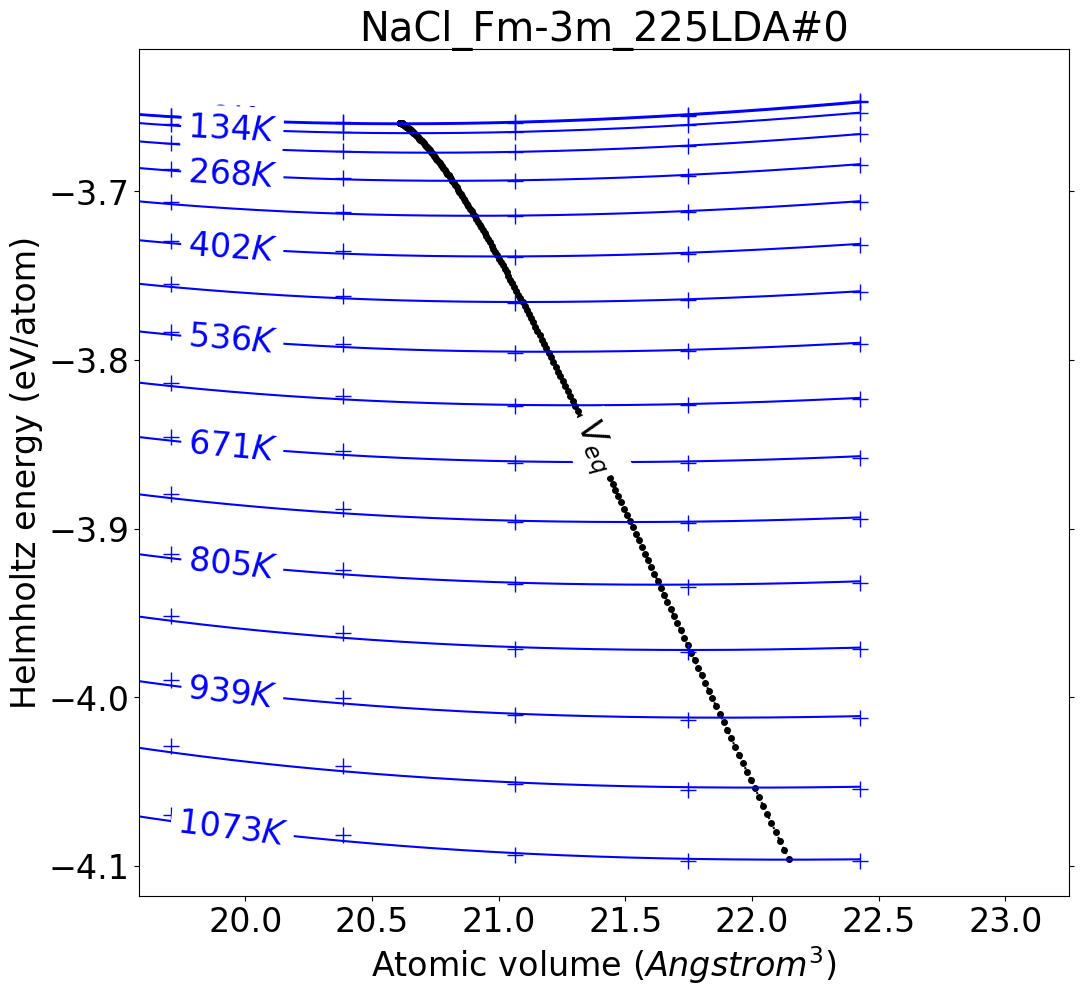 NaCl_Fm-3m_225LDA#0
Helmholtz energy (eV/atom)
134K
268K
402K
536K
671K
805K
939K
1073K
V_eq
−3.7
−3.8
−3.9
−4.0
−4.1
20.0 20.5 21.0 21.5 22.0 22.5 23.0
Atomic volume (Angstrom³)